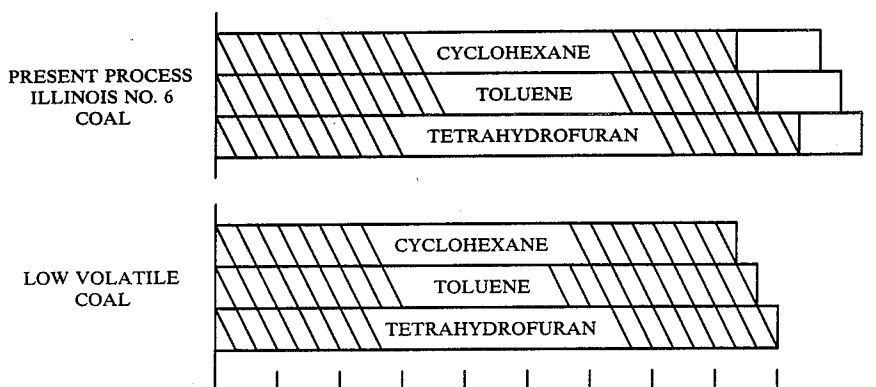 CYCLOHEXANE
PRESENT PROCESS
ILLINOIS NO. 6
COAL
TOLUENE
TETRAHYDROFURAN
CYCLOHEXANE
LOW VOLATILE
COAL
TOLUENE
TETRAHYDROFURAN